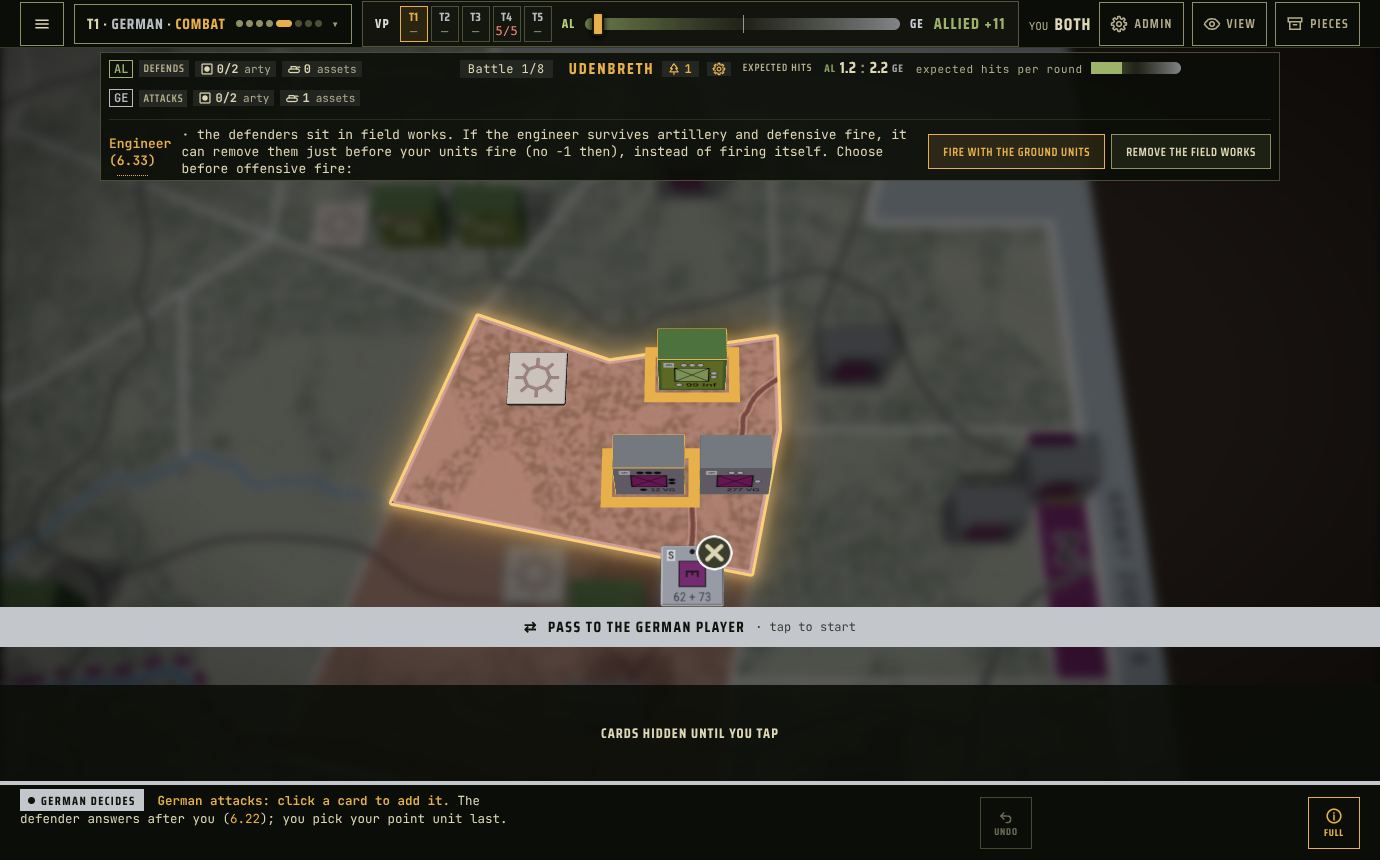 T1 · GERMAN · COMBAT
VP
T1
–
T2
–
T3
–
T4
5/5
T5
–
AL
GE
ALLIED +11
YOU BOTH
ADMIN
VIEW
PIECES
AL DEFENDS 0/2 arty 0 assets
Battle 1/8 UDENBRETH 1 EXPECTED HITS AL 1.2 : 2.2 GE expected hits per round
GE ATTACKS 0/2 arty 1 assets
Engineer
(6.33)
· the defenders sit in field works. If the engineer survives artillery and defensive fire, it
can remove them just before your units fire (no -1 then), instead of firing itself. Choose
before offensive fire:
FIRE WITH THE GROUND UNITS
REMOVE THE FIELD WORKS
99 Inf
12 VG
277 VG
S
E
62 + 73
PASS TO THE GERMAN PLAYER · tap to start
CARDS HIDDEN UNTIL YOU TAP
GERMAN DECIDES German attacks: click a card to add it. The
defender answers after you (6.22); you pick your point unit last.
UNDO
FULL